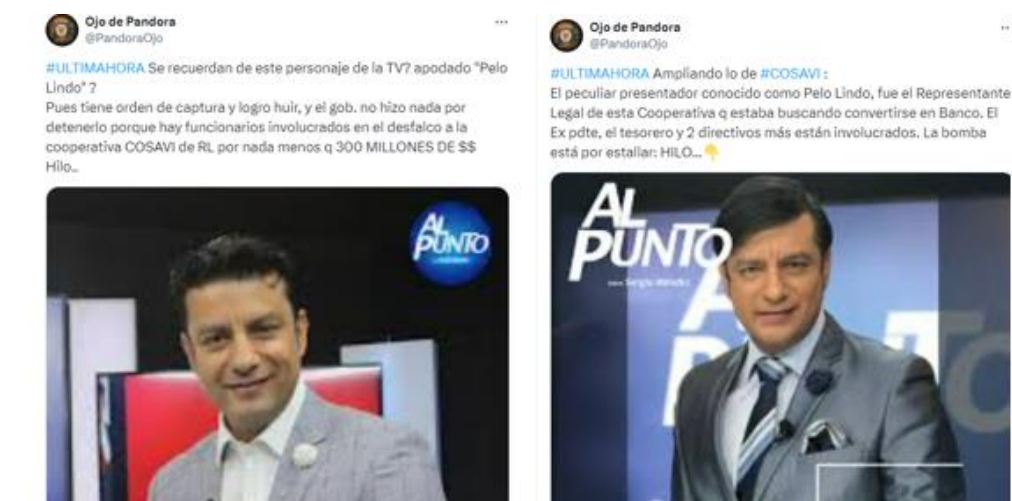 Ojo de Pandora
@PandoraOjo
#ULTIMAHORA Se recuerdan de este personaje de la TV? apodado "Pelo
Lindo" ?
Pues tiene orden de captura y logro huir, y el gob. no hizo nada por
detenerlo porque hay funcionarios involucrados en el desfalco a la
cooperativa COSAVI de RL por nada menos q 300 MILLONES DE $$
Hilo..
AL
PUNTO
Ojo de Pandora
@PandoraOjo
#ULTIMAHORA Ampliando lo de #COSAVI :
El peculiar presentador conocido como Pelo Lindo, fue el Representante
Legal de esta Cooperativa q estaba buscando convertirse en Banco. El
Ex pdte, el tesorero y 2 directivos más están involucrados. La bomba
está por estallar: HILO... 👇
AL
PUNTO